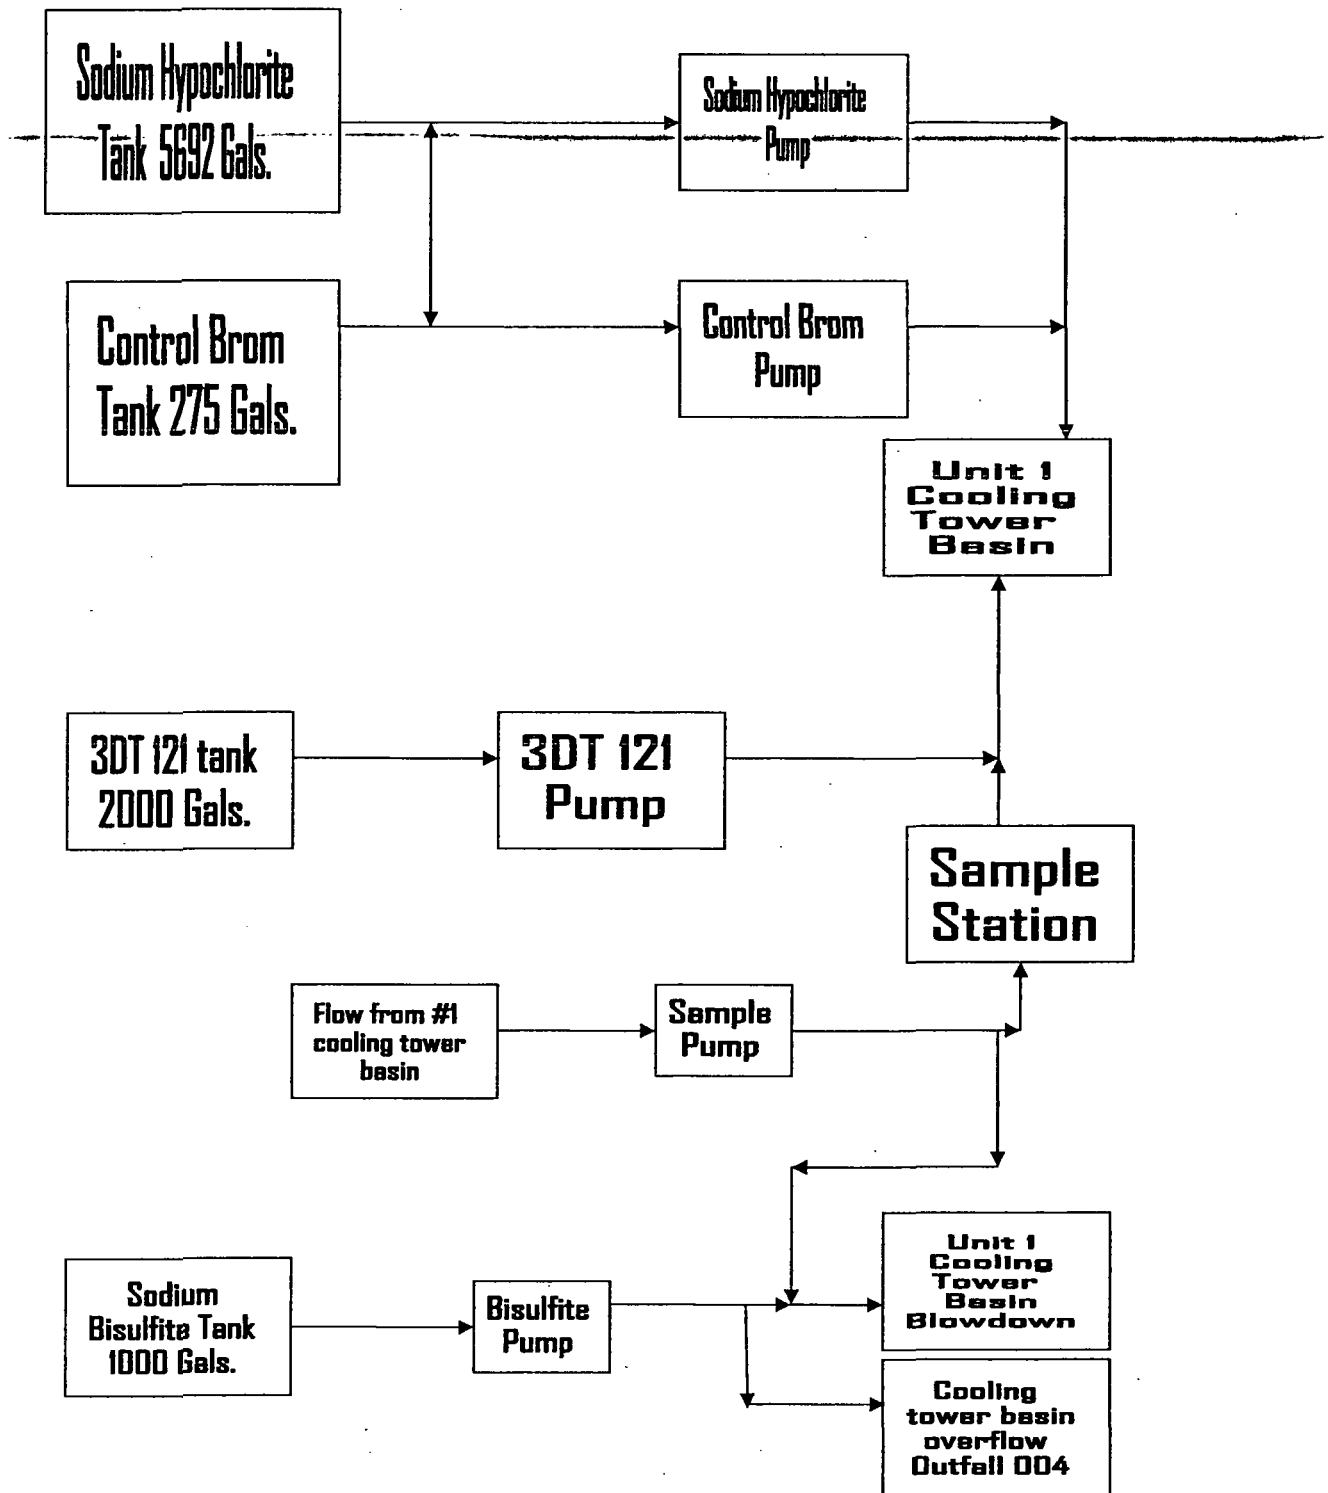 Sodium Hypochlorite
Tank 5692 Gals.
Sodium Hypochlorite
Pump
Control Brom
Tank 275 Gals.
Control Brom
Pump
Unit 1
Cooling
Tower
Basin
3DT 121 tank
2000 Gals.
3DT 121
Pump
Sample
Station
Flow from #1
cooling tower
basin
Sample
Pump
Sodium
Bisulfite Tank
1000 Gals.
Bisulfite
Pump
Unit 1
Cooling
Tower
Basin
Blowdown
Cooling
tower basin
overflow
Outfall 004